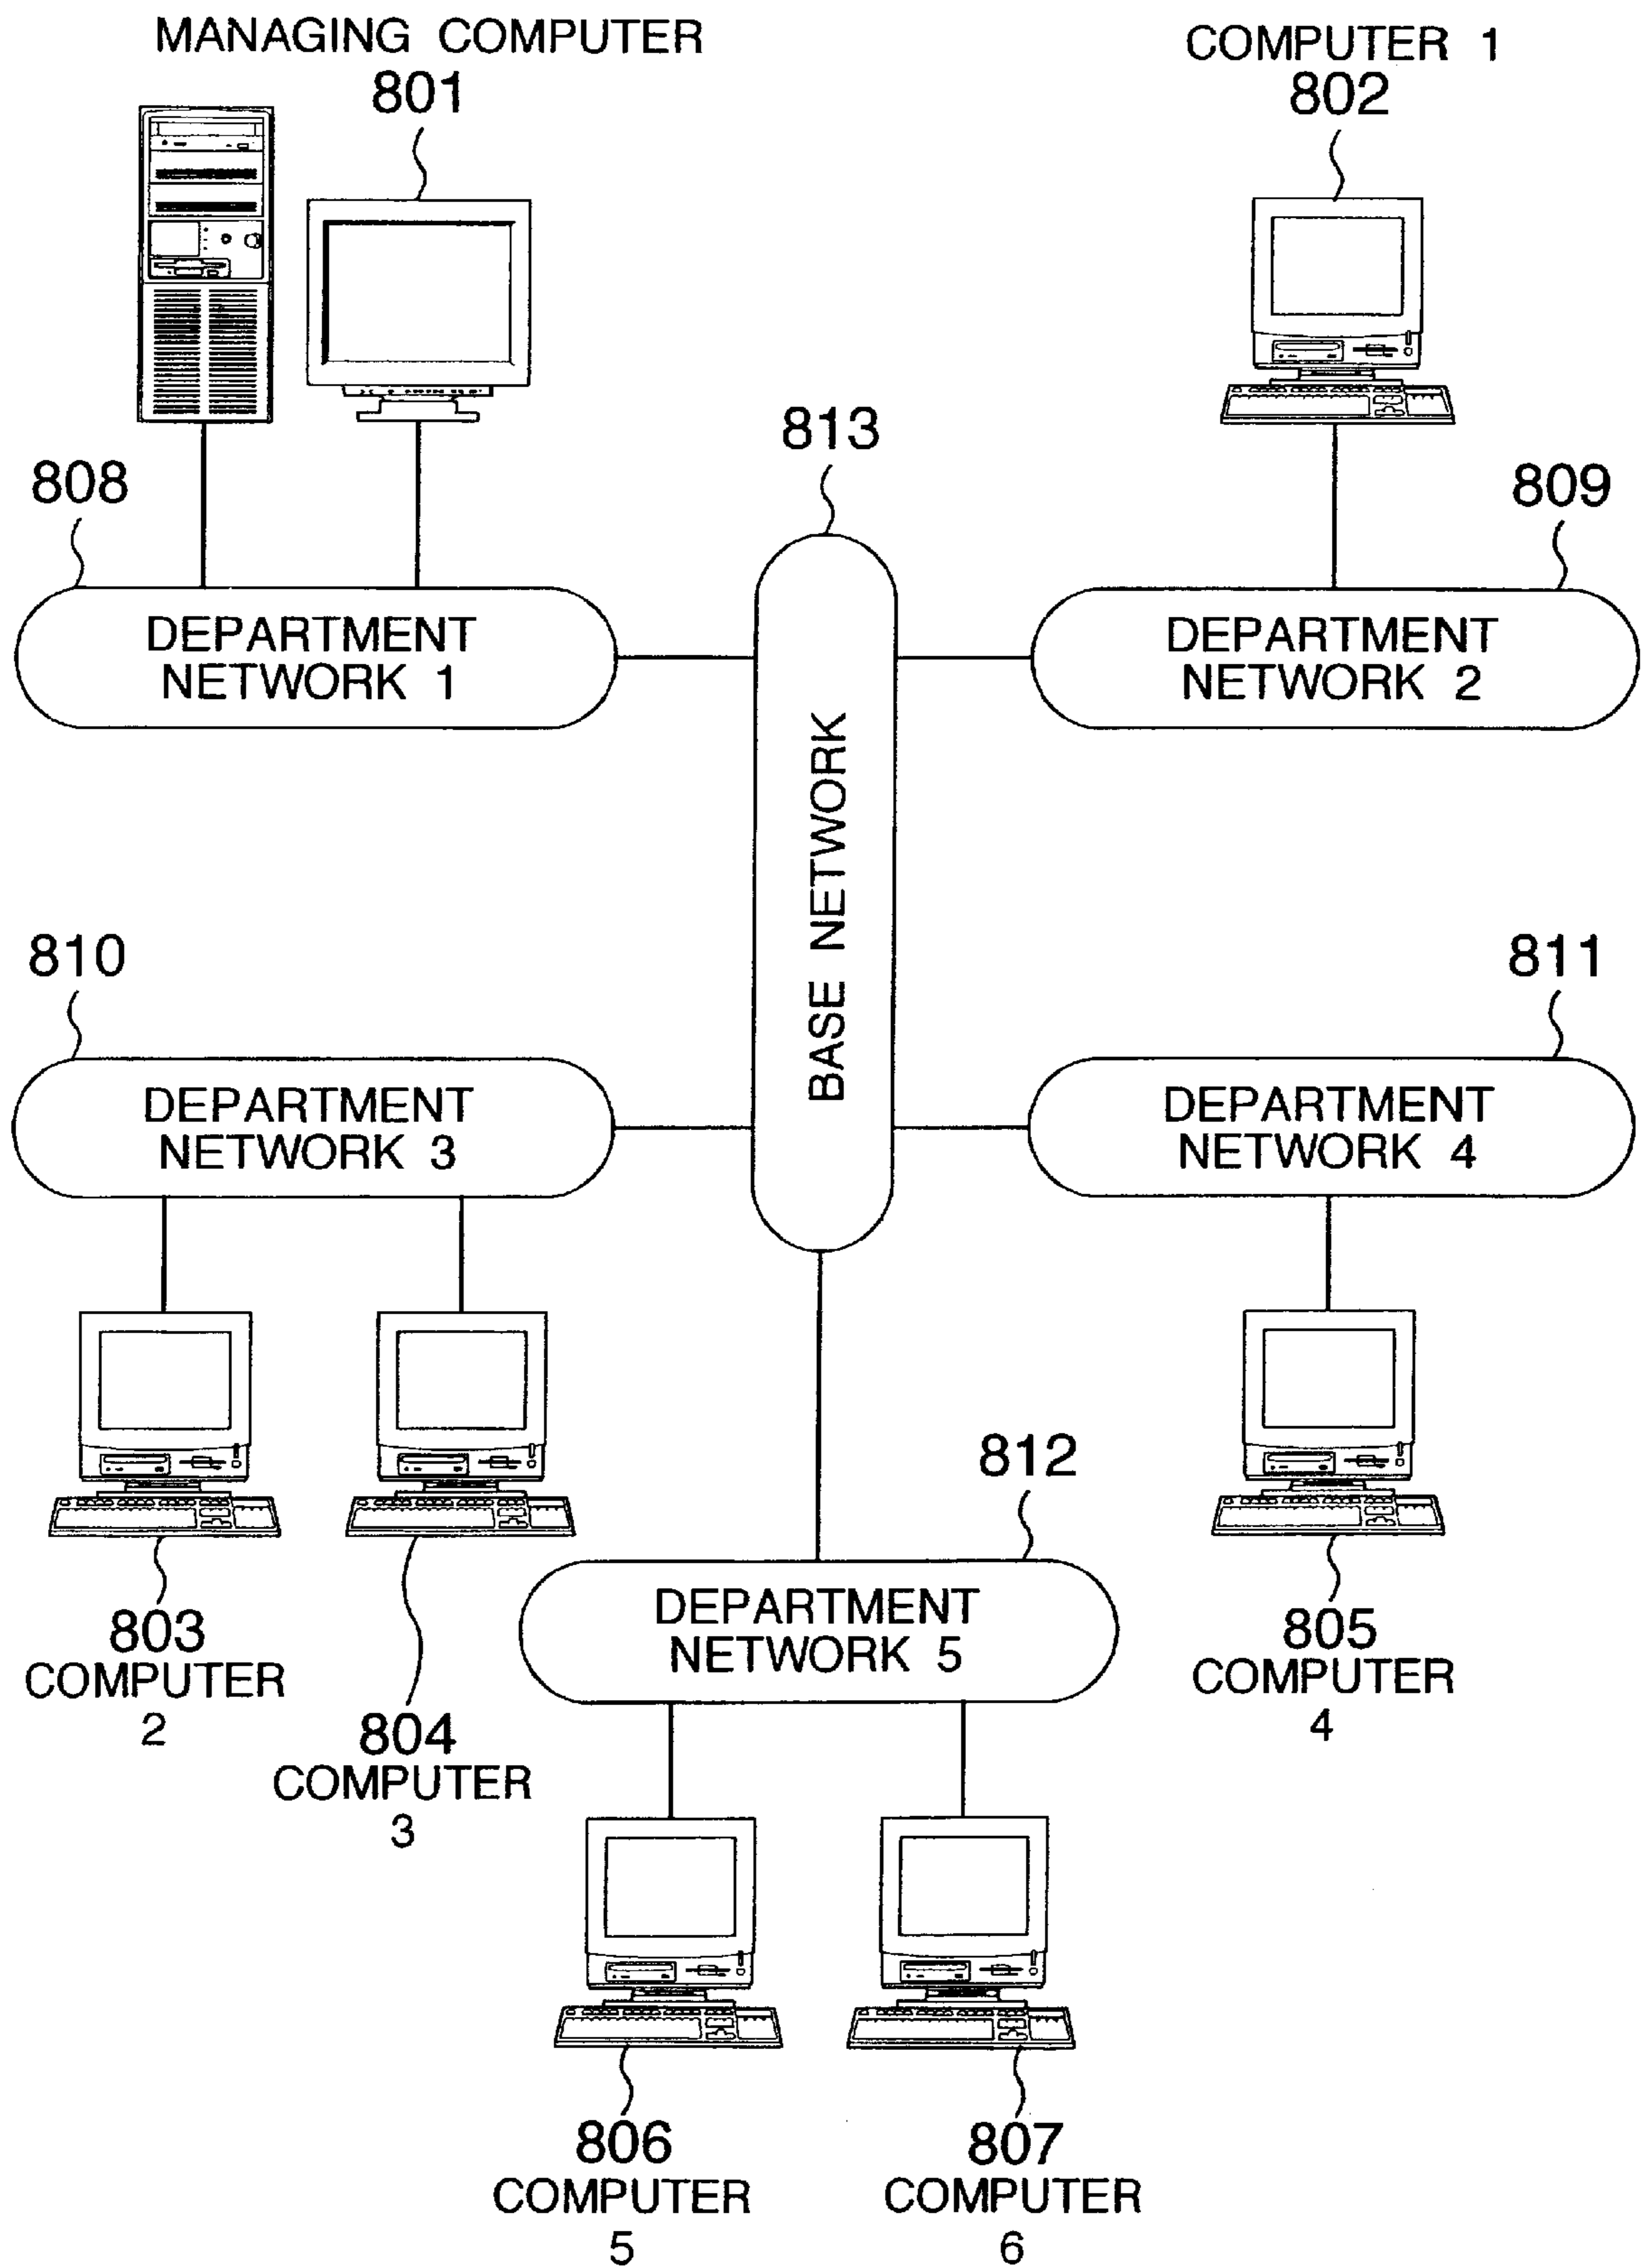 MANAGING COMPUTER
801
COMPUTER 1
802
813
808
809
DEPARTMENT
NETWORK 1
DEPARTMENT
NETWORK 2
BASE NETWORK
810
811
DEPARTMENT
NETWORK 3
DEPARTMENT
NETWORK 4
812
DEPARTMENT
NETWORK 5
803
COMPUTER
2
804
COMPUTER
3
805
COMPUTER
4
806
COMPUTER
5
807
COMPUTER
6